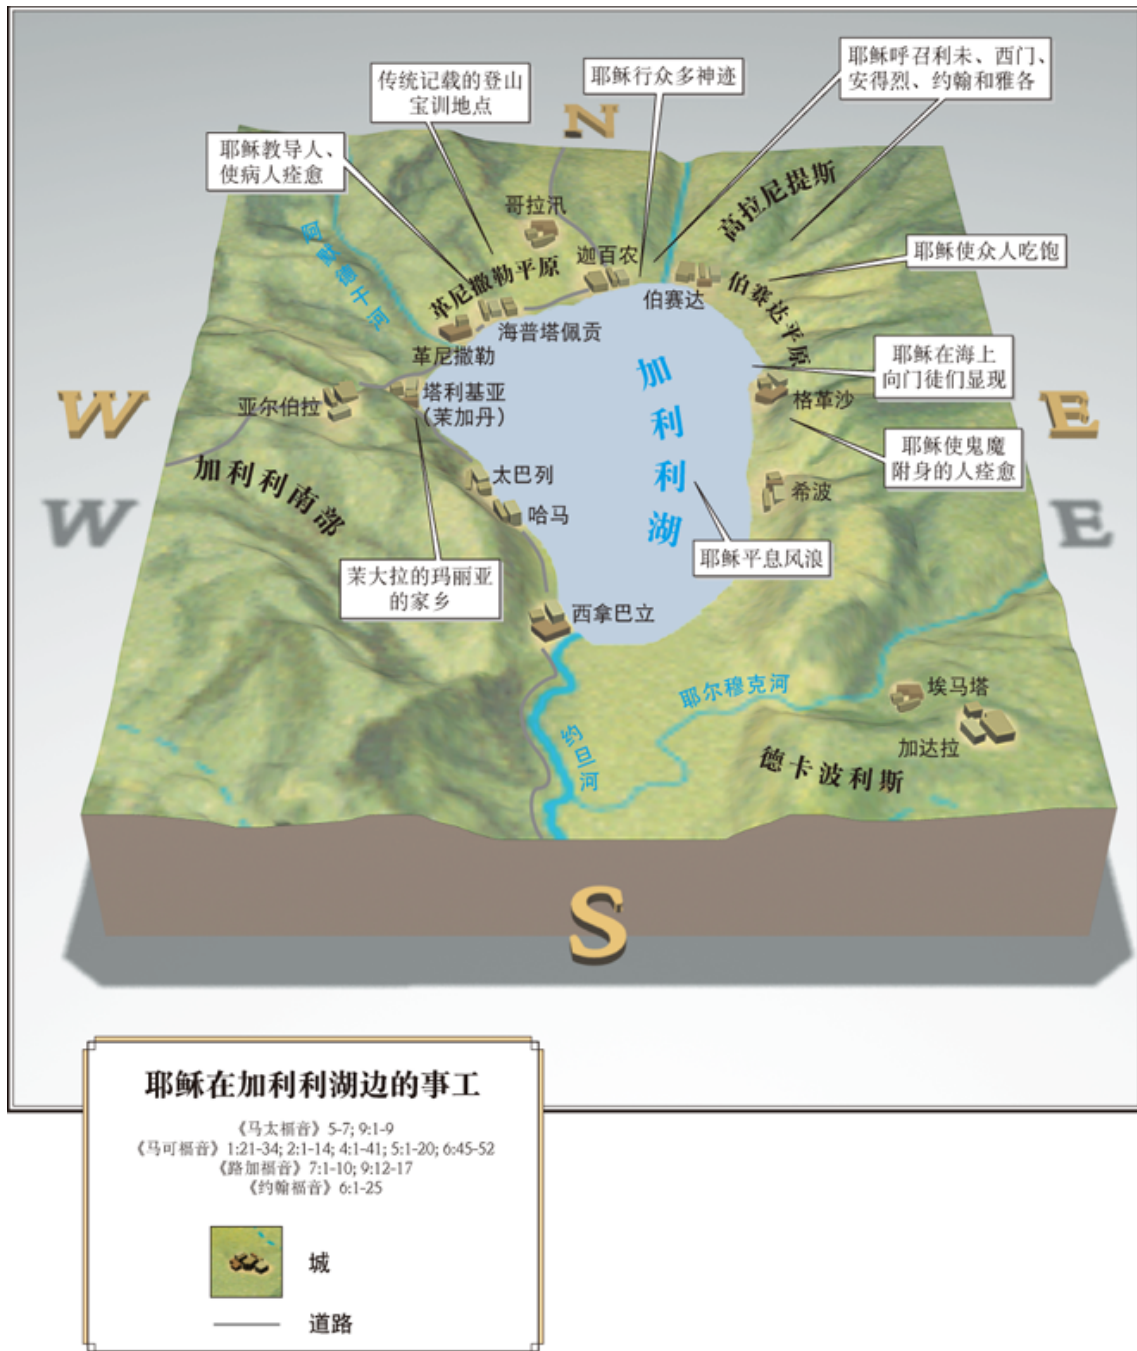 耶稣呼召利未、西门、
安得烈、约翰和雅各
传统记载的登山
宝训地点
耶稣行众多神迹
N
耶稣教导人、
使病人痊愈
高拉尼提斯
哥拉汛
迦百农
耶稣使众人吃饱
革尼撒勒平原
伯赛达
伯赛达平原
海普塔佩贡
革尼撒勒
加利利湖
耶稣在海上
向门徒们显现
W
亚尔伯拉
塔利基亚
(茉加丹)
格革沙
E
耶稣使鬼魔
附身的人痊愈
加利利南部
太巴列
哈马
希波
W
E
耶稣平息风浪
茉大拉的玛丽亚
的家乡
西拿巴立
耶尔穆克河
埃马塔
加达拉
约旦河
德卡波利斯
S
耶稣在加利利湖边的事工
《马太福音》5-7; 9:1-9
《马可福音》1:21-34; 2:1-14; 4:1-41; 5:1-20; 6:45-52
《路加福音》7:1-10; 9:12-17
《约翰福音》6:1-25
城
道路